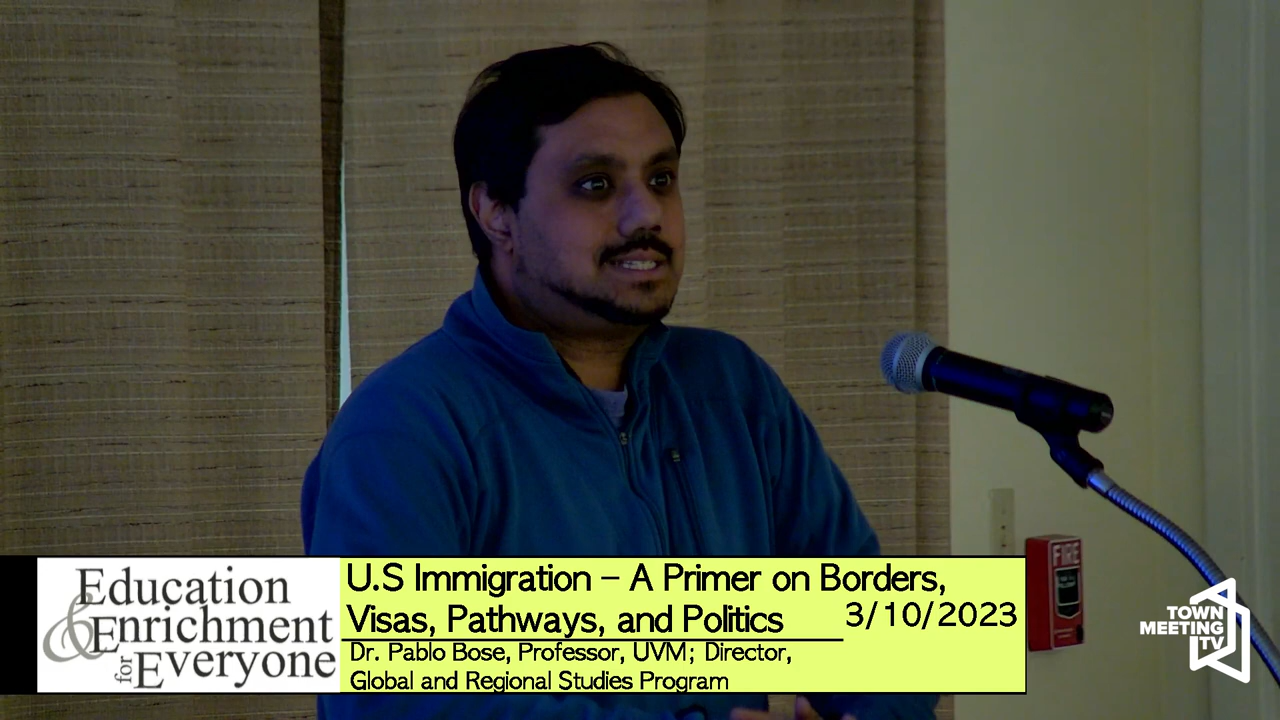 Education
& Enrichment
for Everyone
U.S Immigration – A Primer on Borders,
Visas, Pathways, and Politics
3/10/2023
Dr. Pablo Bose, Professor, UVM; Director,
Global and Regional Studies Program
FIRE
TOWN
MEETING
TV